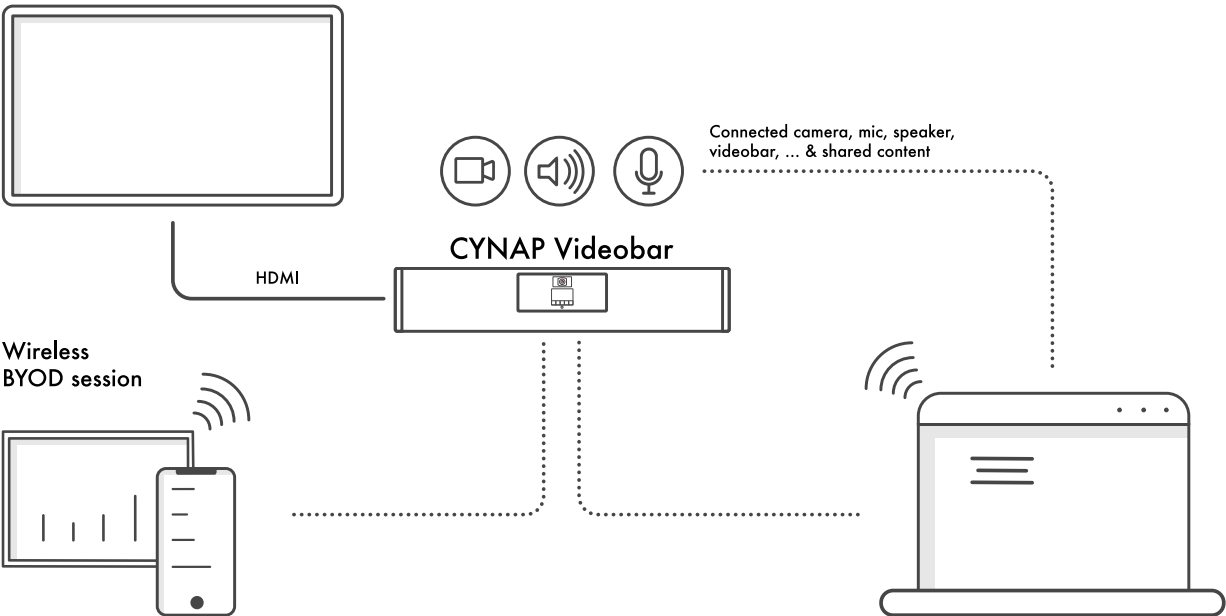 Connected camera, mic, speaker,
videobar, ... & shared content
CYNAP Videobar
HDMI
Wireless
BYOD session